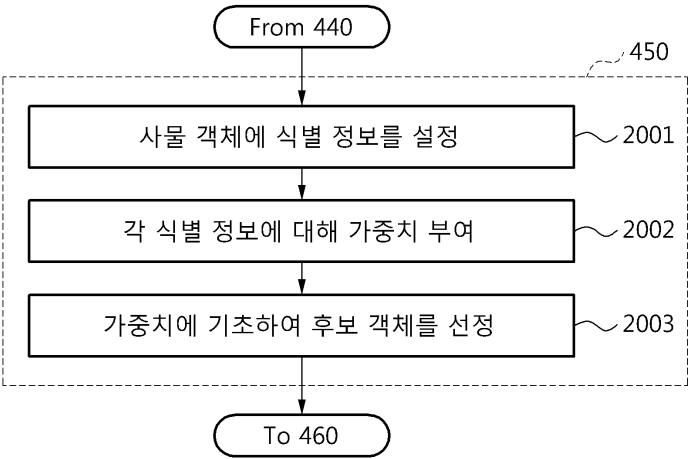 From 440
450
사물 객체에 식별 정보를 설정
2001
각 식별 정보에 대해 가중치 부여
2002
가중치에 기초하여 후보 객체를 선정
2003
To 460